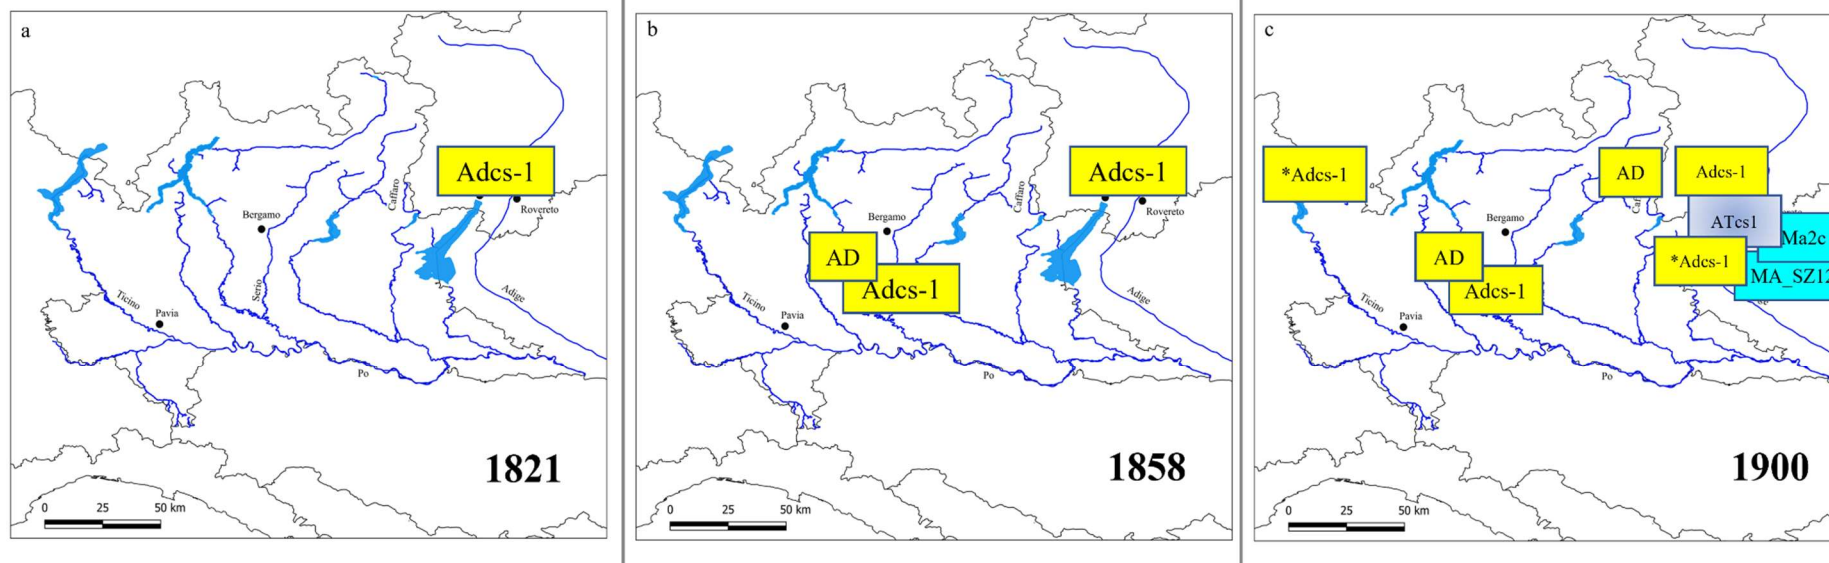 a
Adcs-1
Caffaro
Rovereto
Bergamo
Serio
Ticino
Pavia
Adige
Po
1821
0 25 50 km
b
Adcs-1
Caffaro
Rovereto
Bergamo
AD
Adcs-1
Ticino
Pavia
Adige
Po
1858
0 25 50 km
c
*Adcs-1
AD
Adcs-1
ATcs1
Bergamo
Ma2c
AD
*Adcs-1
MA_SZ12
Adcs-1
Ticino
Pavia
Po
1900
0 25 50 km